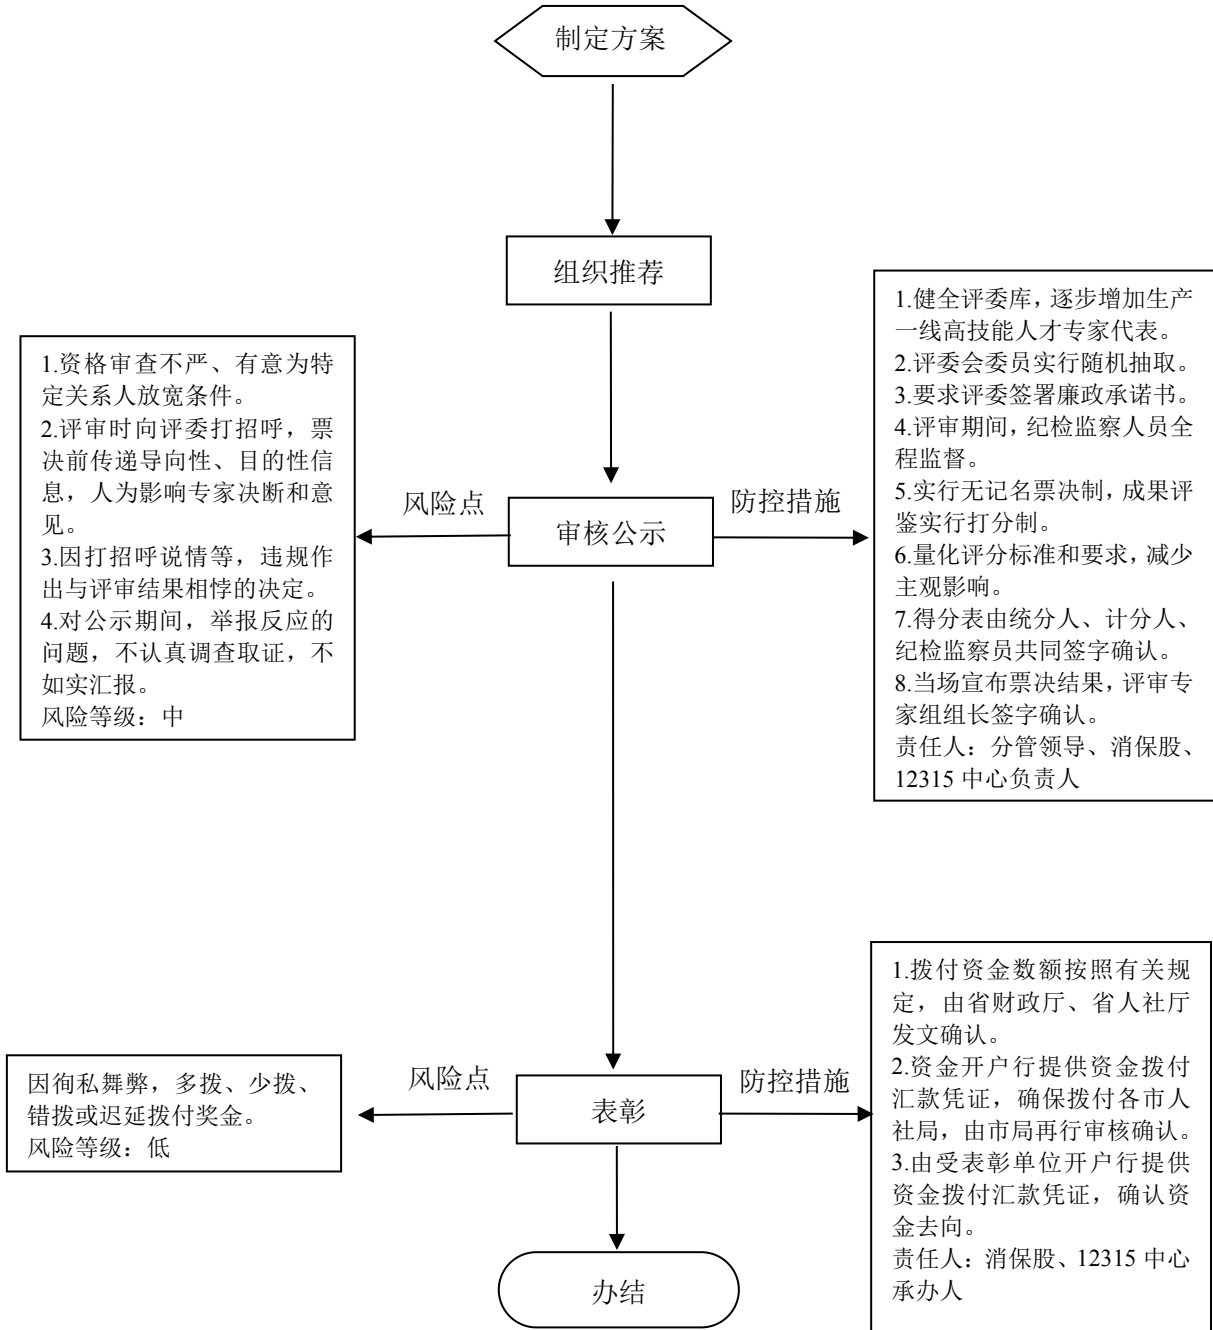 制定方案
组织推荐
1.资格审查不严、有意为特
定关系人放宽条件。
2.评审时向评委打招呼，票
决前传递导向性、目的性信
息，人为影响专家决断和意
见。
3.因打招呼说情等，违规作
出与评审结果相悖的决定。
4.对公示期间，举报反应的
问题，不认真调查取证，不
如实汇报。
风险等级：中
风险点
审核公示
防控措施
1.健全评委库，逐步增加生产
一线高技能人才专家代表。
2.评委会委员实行随机抽取。
3.要求评委签署廉政承诺书。
4.评审期间，纪检监察人员全
程监督。
5.实行无记名票决制，成果评
鉴实行打分制。
6.量化评分标准和要求，减少
主观影响。
7.得分表由统分人、计分人、
纪检监察员共同签字确认。
8.当场宣布票决结果，评审专
家组组长签字确认。
责任人：分管领导、消保股、
12315 中心负责人
因徇私舞弊，多拨、少拨、
错拨或迟延拨付奖金。
风险等级：低
风险点
表彰
防控措施
1.拨付资金数额按照有关规
定，由省财政厅、省人社厅
发文确认。
2.资金开户行提供资金拨付
汇款凭证，确保拨付各市人
社局，由市局再行审核确认。
3.由受表彰单位开户行提供
资金拨付汇款凭证，确认资
金去向。
责任人：消保股、12315 中心
承办人
办结